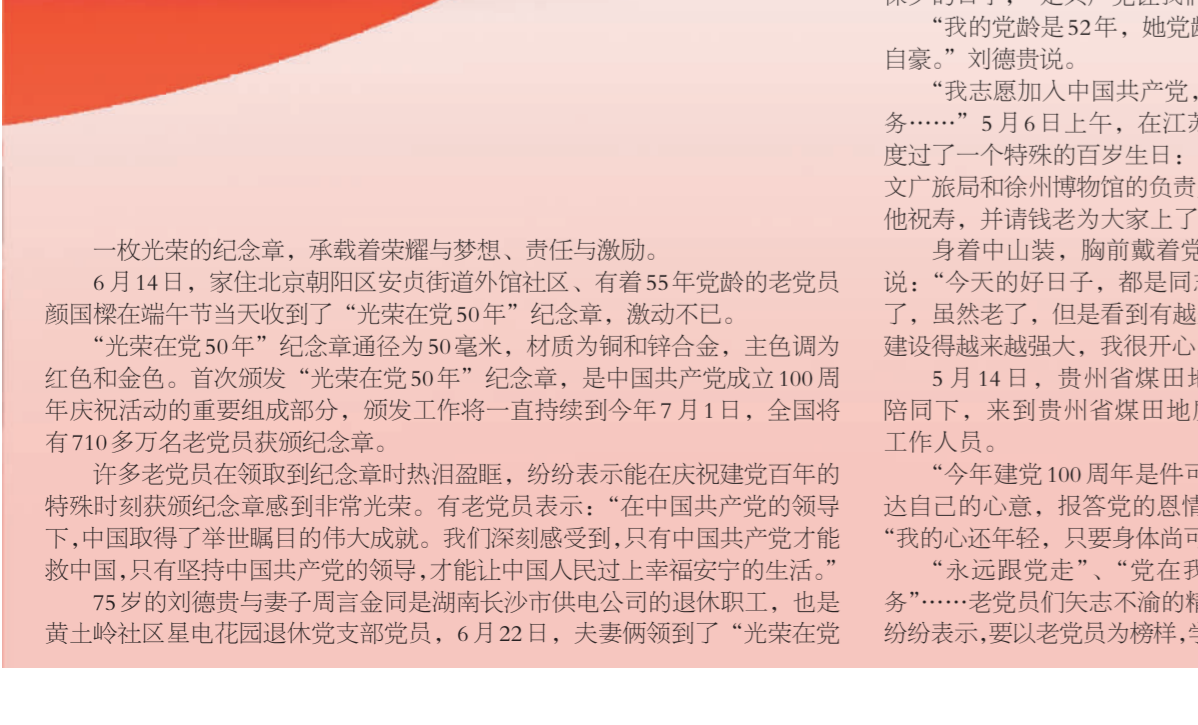 一枚光荣的纪念章，承载着荣耀与梦想、责任与激励。
6月14日，家住北京朝阳区安贞街道外馆社区、有着55年党龄的老党员
颜国樑在端午节当天收到了“光荣在党50年”纪念章，激动不已。
“光荣在党50年”纪念章通径为50毫米，材质为铜和锌合金，主色调为
红色和金色。首次颁发“光荣在党50年”纪念章，是中国共产党成立100周
年庆祝活动的重要组成部分，颁发工作将一直持续到今年7月1日，全国将
有710多万名老党员获颁纪念章。
许多老党员在领取到纪念章时热泪盈眶，纷纷表示能在庆祝建党百年的
特殊时刻获颁纪念章感到非常光荣。有老党员表示：“在中国共产党的领导
下，中国取得了举世瞩目的伟大成就。我们深刻感受到，只有中国共产党才能
救中国，只有坚持中国共产党的领导，才能让中国人民过上幸福安宁的生活。”
75岁的刘德贵与妻子周言金同是湖南长沙市供电公司的退休职工，也是
黄土岭社区星电花园退休党支部党员，6月22日，夫妻俩领到了“光荣在党
“我的党龄是52年，她党龄
自豪。”刘德贵说。
“我志愿加入中国共产党，
务……”5月6日上午，在江苏
度过了一个特殊的百岁生日：
文广旅局和徐州博物馆的负责
他祝寿，并请钱老为大家上了
身着中山装，胸前戴着党
说：“今天的好日子，都是同志
了，虽然老了，但是看到有越
建设得越来越强大，我很开心
5月14日，贵州省煤田地
陪同下，来到贵州省煤田地质
工作人员。
“今年建党100周年是件可
达自己的心意，报答党的恩情
“我的心还年轻，只要身体尚可
“永远跟党走”、“党在我
务”……老党员们矢志不渝的精
纷纷表示，要以老党员为榜样，学